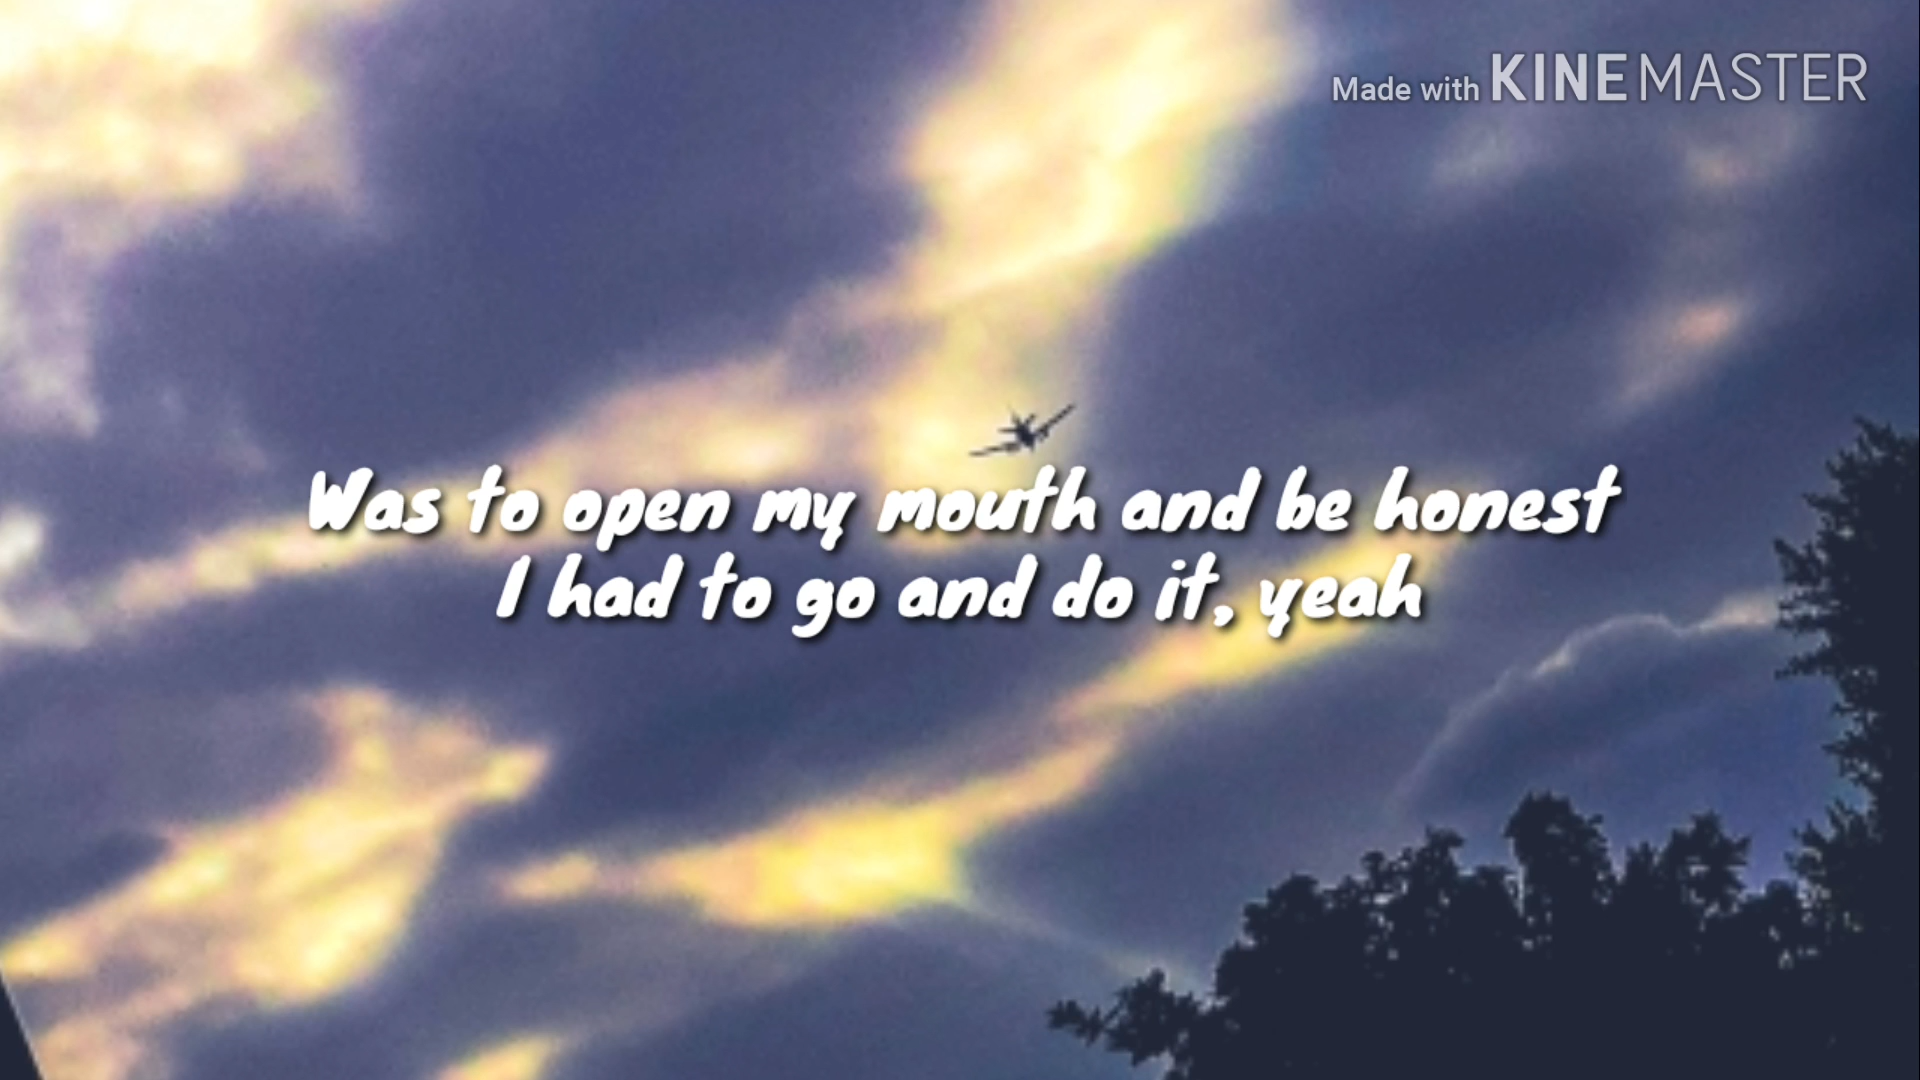 Made with KINEMASTER
Was to open my mouth and be honest
I had to go and do it, yeah